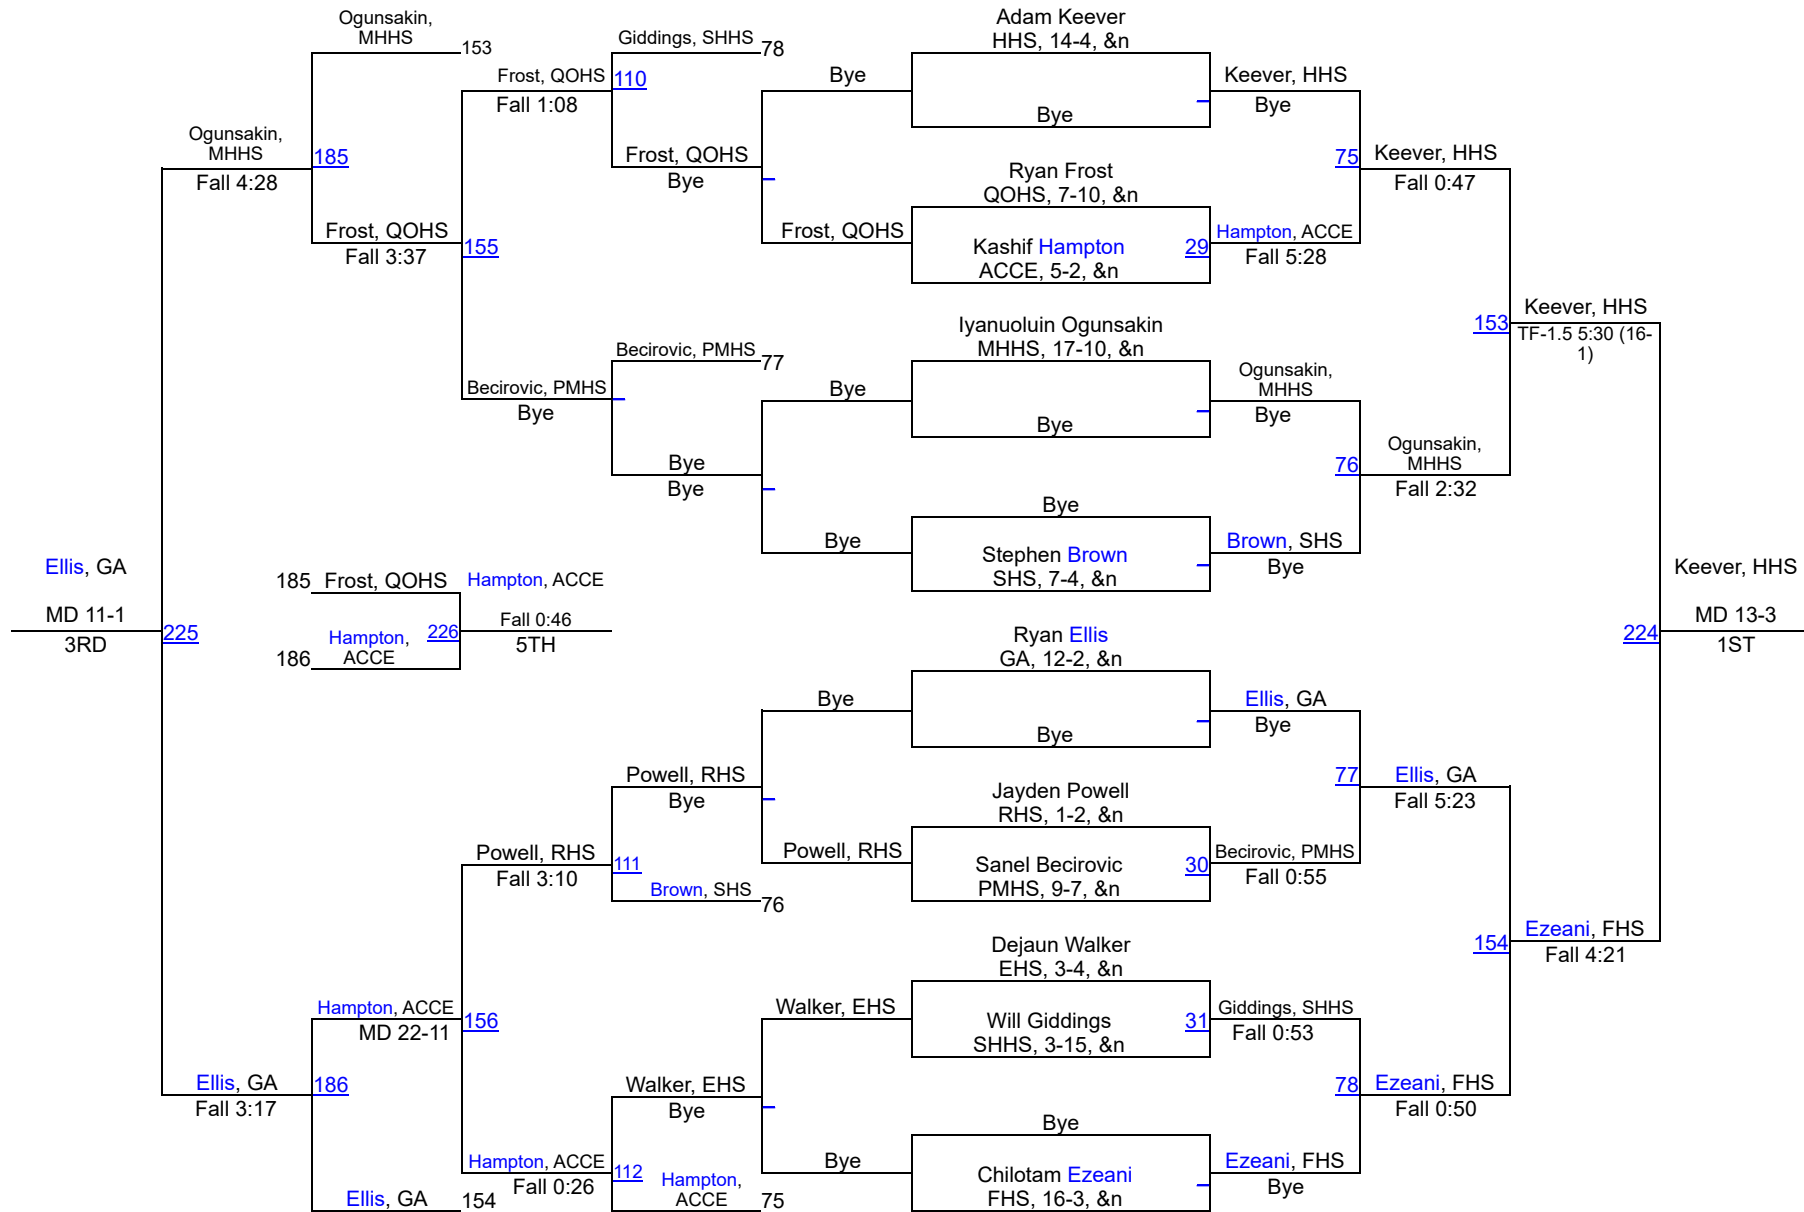 Ogunsakin,
MHHS
153
Ogunsakin,
MHHS
185
Fall 4:28
Frost, QOHS
Fall 3:37
155
Frost, QOHS
Fall 1:08
110
Giddings, SHHS
78
Frost, QOHS
Bye
Becirovic, PMHS
Bye
Becirovic, PMHS
77
Bye
Bye
Bye
Frost, QOHS
Bye
Bye
Adam Keever
HHS, 14-4, &n
Bye
Ryan Frost
QOHS, 7-10, &n
Kashif Hampton
ACCE, 5-2, &n
29
Iyanuoluin Ogunsakin
MHHS, 17-10, &n
Bye
Bye
Stephen Brown
SHS, 7-4, &n
Keever, HHS
Bye
75
Hampton, ACCE
Fall 5:28
Keever, HHS
Fall 0:47
Ogunsakin,
MHHS
Bye
76
Brown, SHS
Bye
Ogunsakin,
MHHS
Fall 2:32
153
Keever, HHS
TF-1.5 5:30 (16-
1)
Ellis, GA
MD 11-1
3RD
225
185
Frost, QOHS
186
Hampton,
ACCE
226
Hampton, ACCE
Fall 0:46
5TH
224
Keever, HHS
MD 13-3
1ST
Bye
Powell, RHS
Bye
Powell, RHS
Powell, RHS
Fall 3:10
111
Brown, SHS
76
Hampton, ACCE
MD 22-11
156
Ellis, GA
Fall 3:17
186
Ellis, GA
154
Hampton, ACCE
Fall 0:26
112
Walker, EHS
Bye
Hampton,
ACCE
75
Walker, EHS
Bye
Ryan Ellis
GA, 12-2, &n
Bye
Jayden Powell
RHS, 1-2, &n
Sanel Becirovic
PMHS, 9-7, &n
30
Dejaun Walker
EHS, 3-4, &n
Will Giddings
SHHS, 3-15, &n
31
Bye
Chilotam Ezeani
FHS, 16-3, &n
Ellis, GA
Bye
77
Becirovic, PMHS
Fall 0:55
Ellis, GA
Fall 5:23
Giddings, SHHS
Fall 0:53
78
Ezeani, FHS
Bye
Ezeani, FHS
Fall 0:50
154
Ezeani, FHS
Fall 4:21